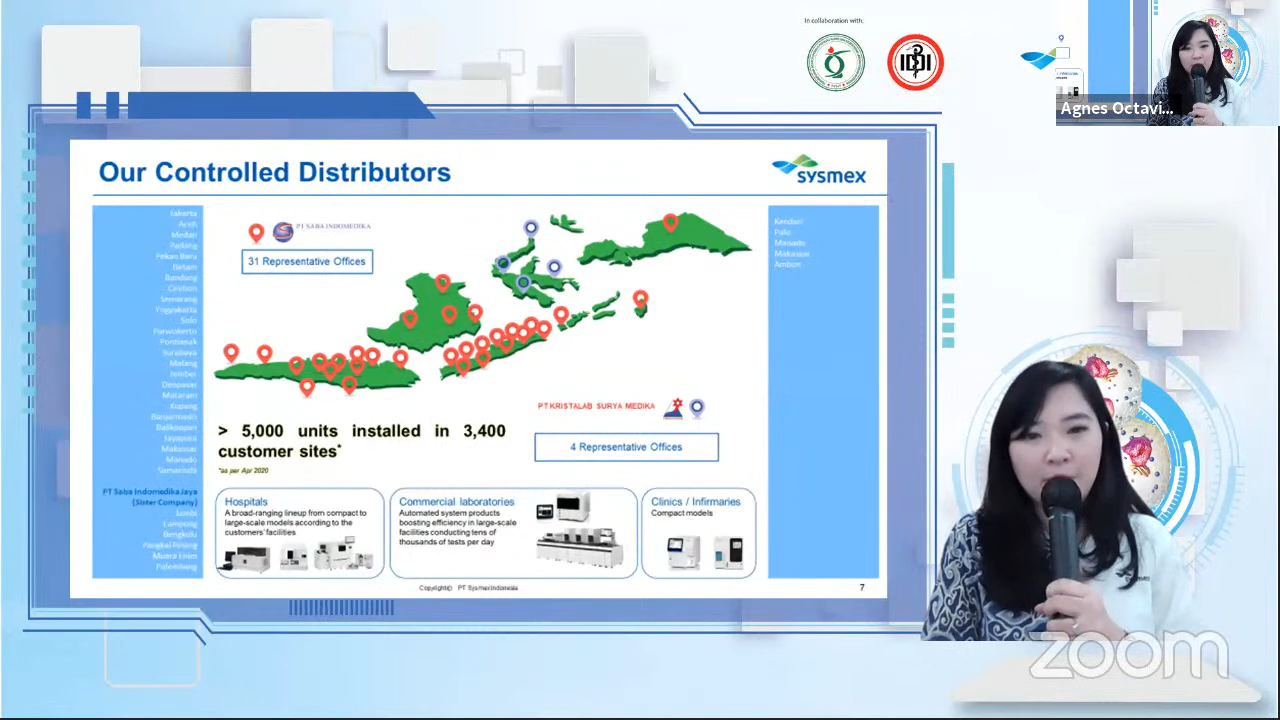 In collaboration with:
IDI
Agnes Octavi...
Our Controlled Distributors
sysmex
Jakarta
Aceh
Medan
Padang
Pekan Baru
Batam
Bandung
Cirebon
Semarang
Yogyakarta
Solo
Purwokerto
Pontianak
Surabaya
Malang
Jember
Denpasar
Mataram
Kupang
Banjarmasin
Balikpapan
Jayapura
Makassar
Manado
Samarinda
PT Saba Indomedika Jaya
(Sister Company)
Jambi
Lampung
Bengkulu
Pangkal Pinang
Muara Enim
Palembang
PT SABA INDOMEDIKA
31 Representative Offices
Kendari
Palu
Manado
Makassar
Ambon
PT KRISTALAB SURYA MEDIKA
4 Representative Offices
> 5,000 units installed in 3,400
customer sites*
*as per Apr 2020
Hospitals
A broad-ranging lineup from compact to
large-scale models according to the
customers' facilities
Commercial laboratories
Automated system products
boosting efficiency in large-scale
facilities conducting tens of
thousands of tests per day
Clinics / Infirmaries
Compact models
Copyright© PT Sysmex Indonesia
7
zoom